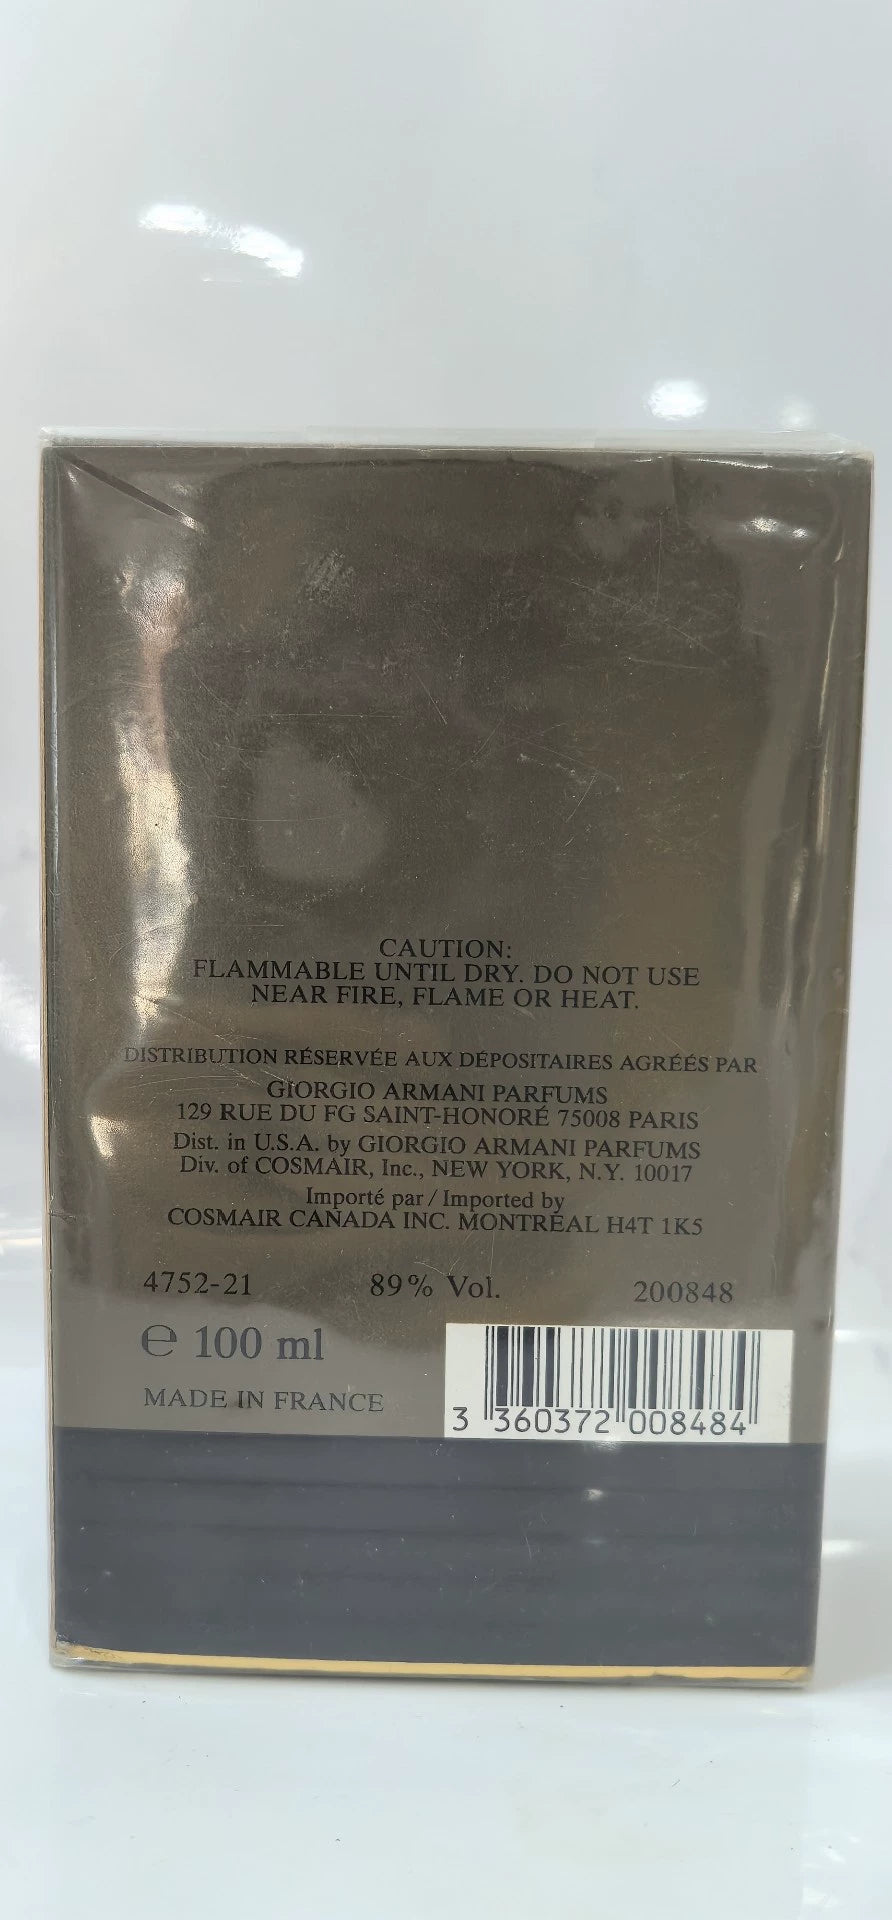 CAUTION:
FLAMMABLE UNTIL DRY. DO NOT USE
NEAR FIRE, FLAME OR HEAT.
DISTRIBUTION RÉSERVÉE AUX DÉPOSITAIRES AGRÉÉS PAR
GIORGIO ARMANI PARFUMS
129 RUE DU FG SAINT-HONORÉ 75008 PARIS
Dist. in U.S.A. by GIORGIO ARMANI PARFUMS
Div. of COSMAIR, Inc., NEW YORK, N.Y. 10017
Importé par / Imported by
COSMAIR CANADA INC. MONTRÉAL H4T 1K5
4752-21 89% Vol. 200848
℮ 100 ml
MADE IN FRANCE
3 360372 008484